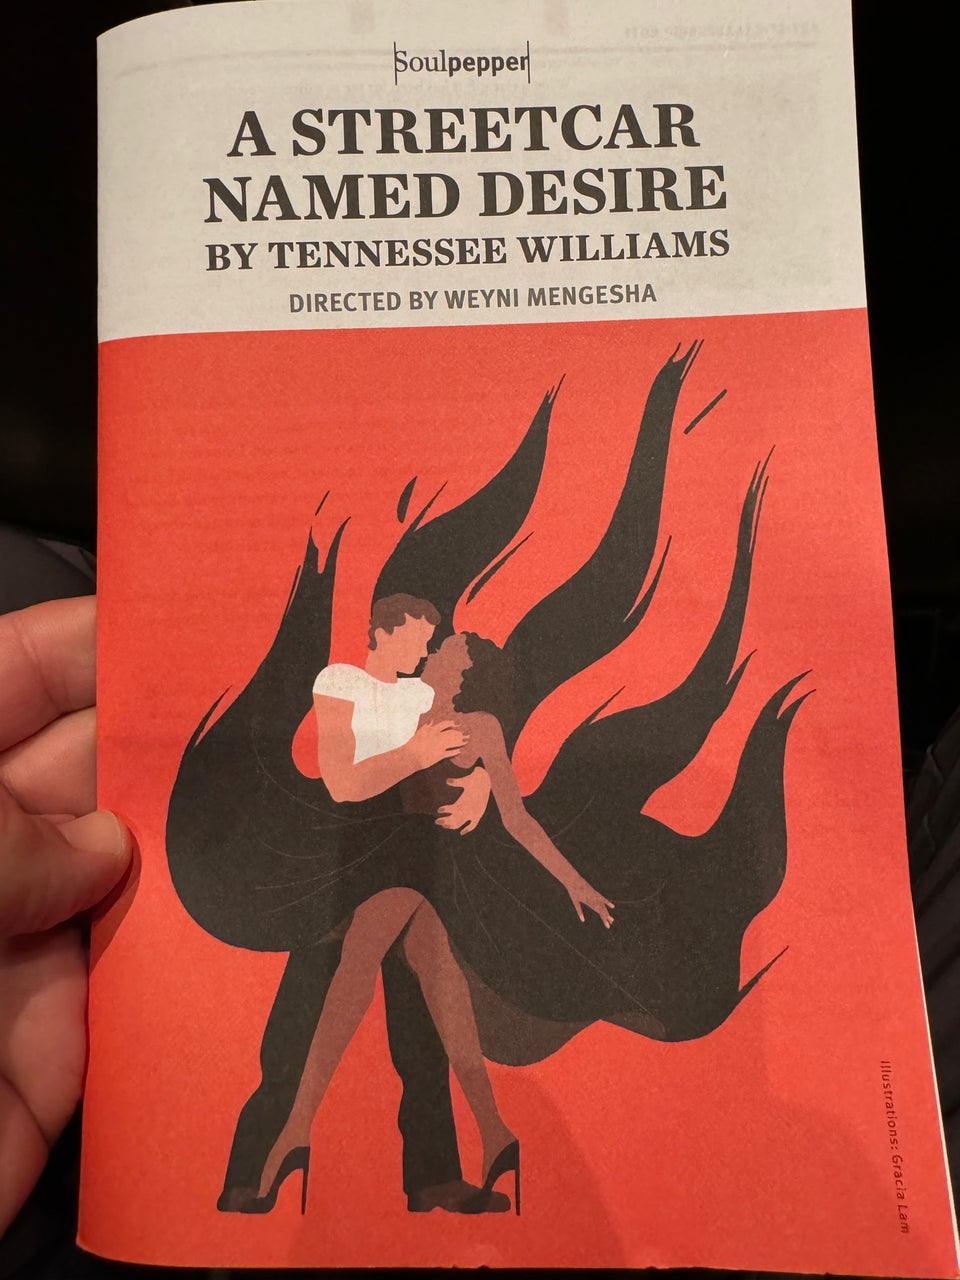 Soulpepper
A STREETCAR
NAMED DESIRE
BY TENNESSEE WILLIAMS
DIRECTED BY WEYNI MENGESHA
Illustrations: Gracia Lam